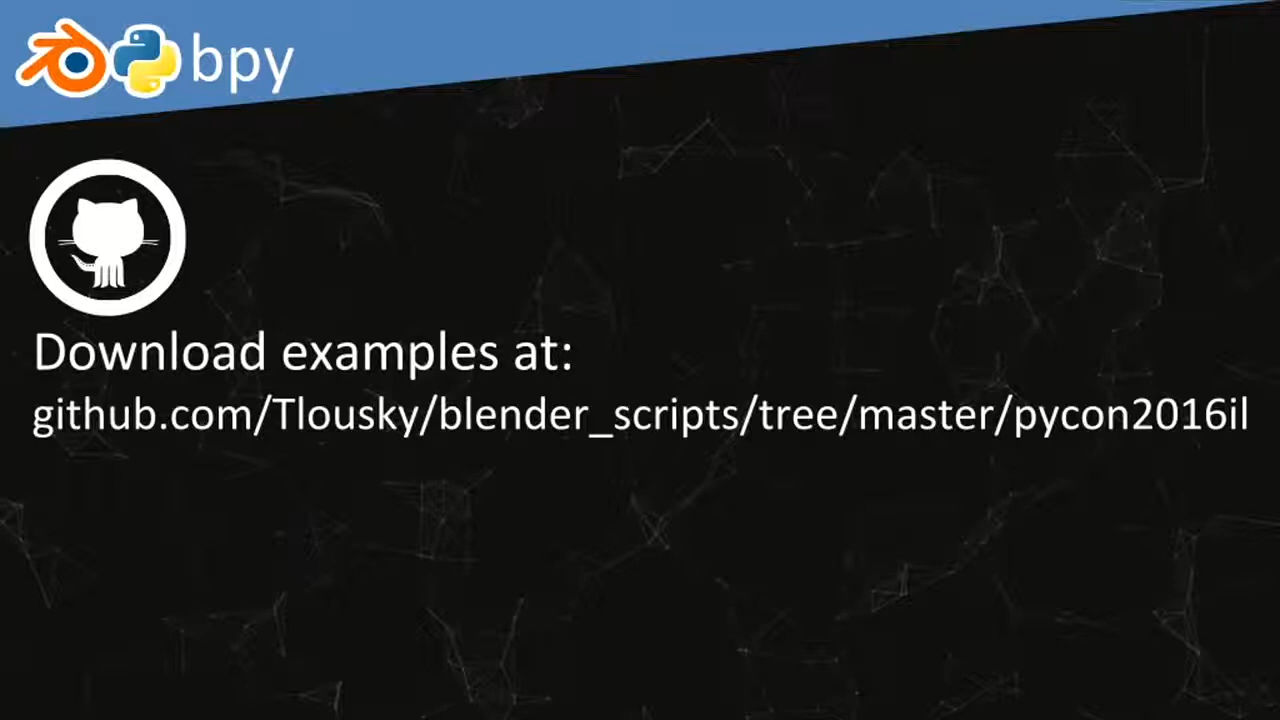 bpy
Download examples at:
github.com/Tlousky/blender_scripts/tree/master/pycon2016il